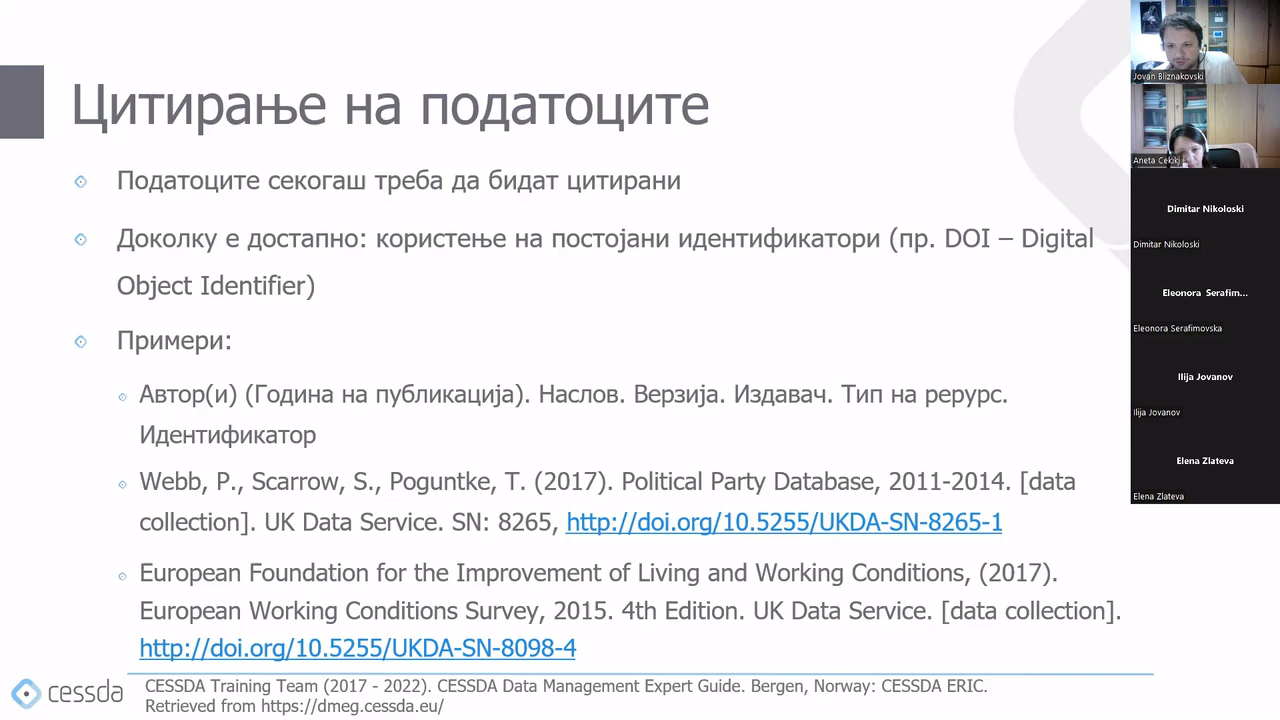 Цитирање на податоците
Податоците секогаш треба да бидат цитирани
Доколку е достапно: користење на постојани идентификатори (пр. DOI – Digital
Object Identifier)
Примери:
Автор(и) (Година на публикација). Наслов. Верзија. Издавач. Тип на рерурс.
Идентификатор
Webb, P., Scarrow, S., Poguntke, T. (2017). Political Party Database, 2011-2014. [data
collection]. UK Data Service. SN: 8265, http://doi.org/10.5255/UKDA-SN-8265-1
European Foundation for the Improvement of Living and Working Conditions, (2017).
European Working Conditions Survey, 2015. 4th Edition. UK Data Service. [data collection].
http://doi.org/10.5255/UKDA-SN-8098-4
cessda
CESSDA Training Team (2017 - 2022). CESSDA Data Management Expert Guide. Bergen, Norway: CESSDA ERIC.
Retrieved from https://dmeg.cessda.eu/
Jovan Bliznakovski
Aneta Cekikj
Dimitar Nikoloski
Dimitar Nikoloski
Eleonora Serafim...
Eleonora Serafimovska
Ilija Jovanov
Ilija Jovanov
Elena Zlateva
Elena Zlateva